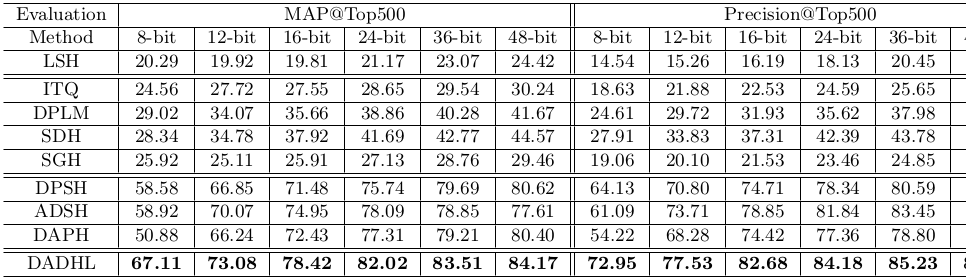 Evaluation MAP@Top500 Precision@Top500
Method 8-bit 12-bit 16-bit 24-bit 36-bit 48-bit 8-bit 12-bit 16-bit 24-bit 36-bit
LSH 20.29 19.92 19.81 21.17 23.07 24.42 14.54 15.26 16.19 18.13 20.45
ITQ 24.56 27.72 27.55 28.65 29.54 30.24 18.63 21.88 22.53 24.59 25.65
DPLM 29.02 34.07 35.66 38.86 40.28 41.67 24.61 29.72 31.93 35.62 37.98
SDH 28.34 34.78 37.92 41.69 42.77 44.57 27.91 33.83 37.31 42.39 43.78
SGH 25.92 25.11 25.91 27.13 28.76 29.46 19.06 20.10 21.53 23.46 24.85
DPSH 58.58 66.85 71.48 75.74 79.69 80.62 64.13 70.80 74.71 78.34 80.59
ADSH 58.92 70.07 74.95 78.09 78.85 77.61 61.09 73.71 78.85 81.84 83.45
DAPH 50.88 66.24 72.43 77.31 79.21 80.40 54.22 68.28 74.42 77.36 78.80
DADHL 67.11 73.08 78.42 82.02 83.51 84.17 72.95 77.53 82.68 84.18 85.23